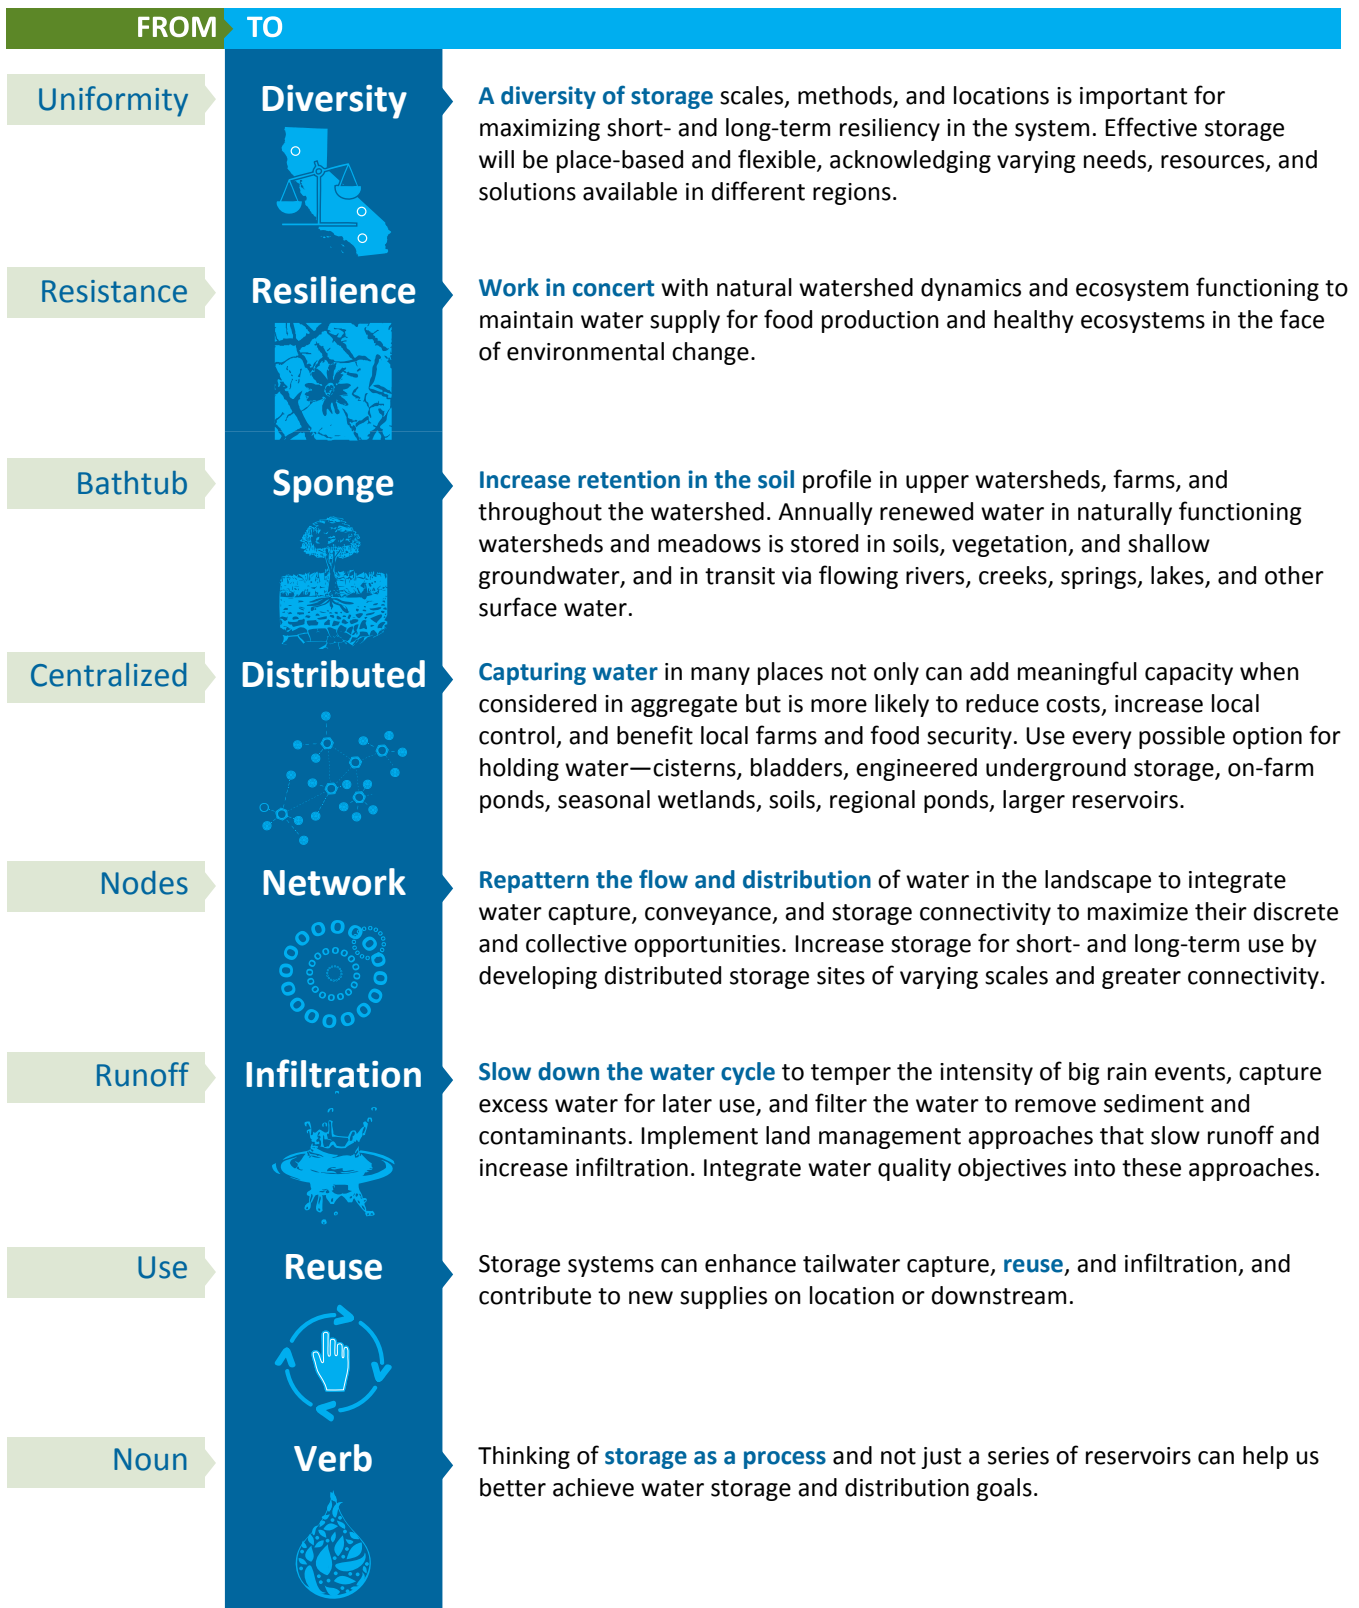 FROM TO
Uniformity
Diversity
A diversity of storage scales, methods, and locations is important for
maximizing short- and long-term resiliency in the system. Effective storage
will be place-based and flexible, acknowledging varying needs, resources, and
solutions available in different regions.
Resistance
Resilience
Work in concert with natural watershed dynamics and ecosystem functioning to
maintain water supply for food production and healthy ecosystems in the face
of environmental change.
Bathtub
Sponge
Increase retention in the soil profile in upper watersheds, farms, and
throughout the watershed. Annually renewed water in naturally functioning
watersheds and meadows is stored in soils, vegetation, and shallow
groundwater, and in transit via flowing rivers, creeks, springs, lakes, and other
surface water.
Centralized
Distributed
Capturing water in many places not only can add meaningful capacity when
considered in aggregate but is more likely to reduce costs, increase local
control, and benefit local farms and food security. Use every possible option for
holding water—cisterns, bladders, engineered underground storage, on-farm
ponds, seasonal wetlands, soils, regional ponds, larger reservoirs.
Nodes
Network
Repattern the flow and distribution of water in the landscape to integrate
water capture, conveyance, and storage connectivity to maximize their discrete
and collective opportunities. Increase storage for short- and long-term use by
developing distributed storage sites of varying scales and greater connectivity.
Runoff
Infiltration
Slow down the water cycle to temper the intensity of big rain events, capture
excess water for later use, and filter the water to remove sediment and
contaminants. Implement land management approaches that slow runoff and
increase infiltration. Integrate water quality objectives into these approaches.
Use
Reuse
Storage systems can enhance tailwater capture, reuse, and infiltration, and
contribute to new supplies on location or downstream.
Noun
Verb
Thinking of storage as a process and not just a series of reservoirs can help us
better achieve water storage and distribution goals.